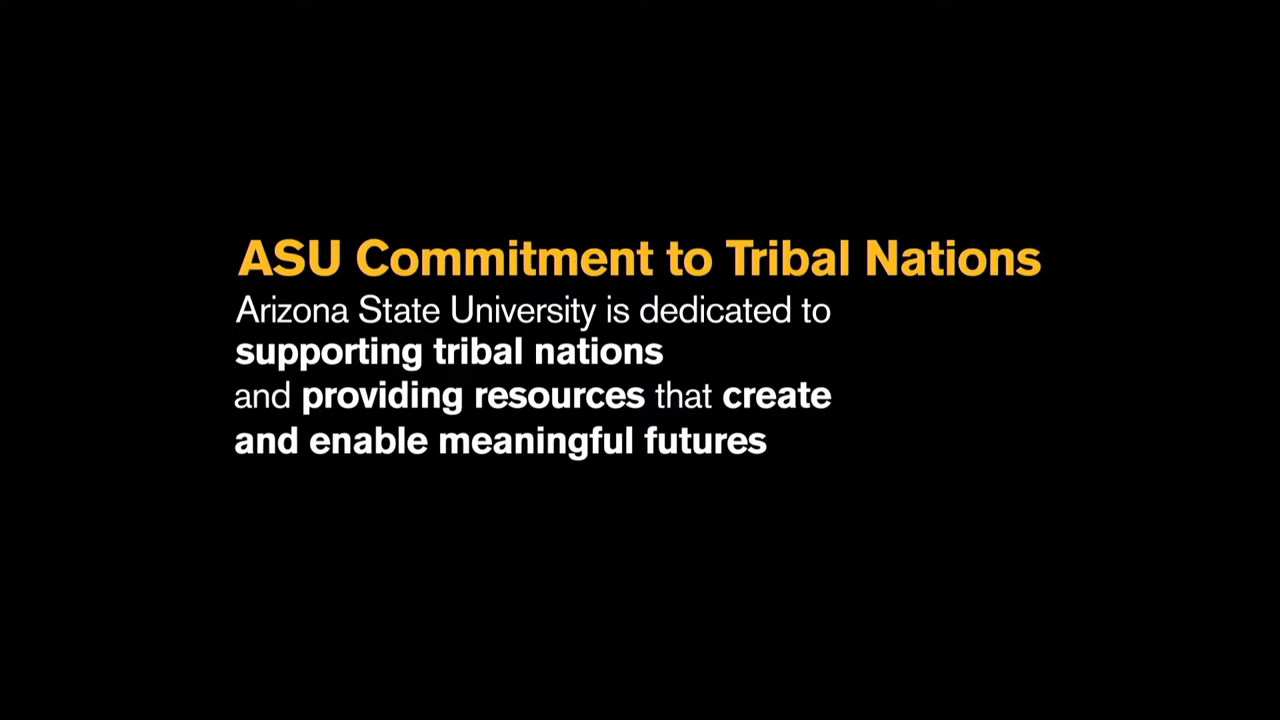 ASU Commitment to Tribal Nations
Arizona State University is dedicated to
supporting tribal nations
and providing resources that create
and enable meaningful futures